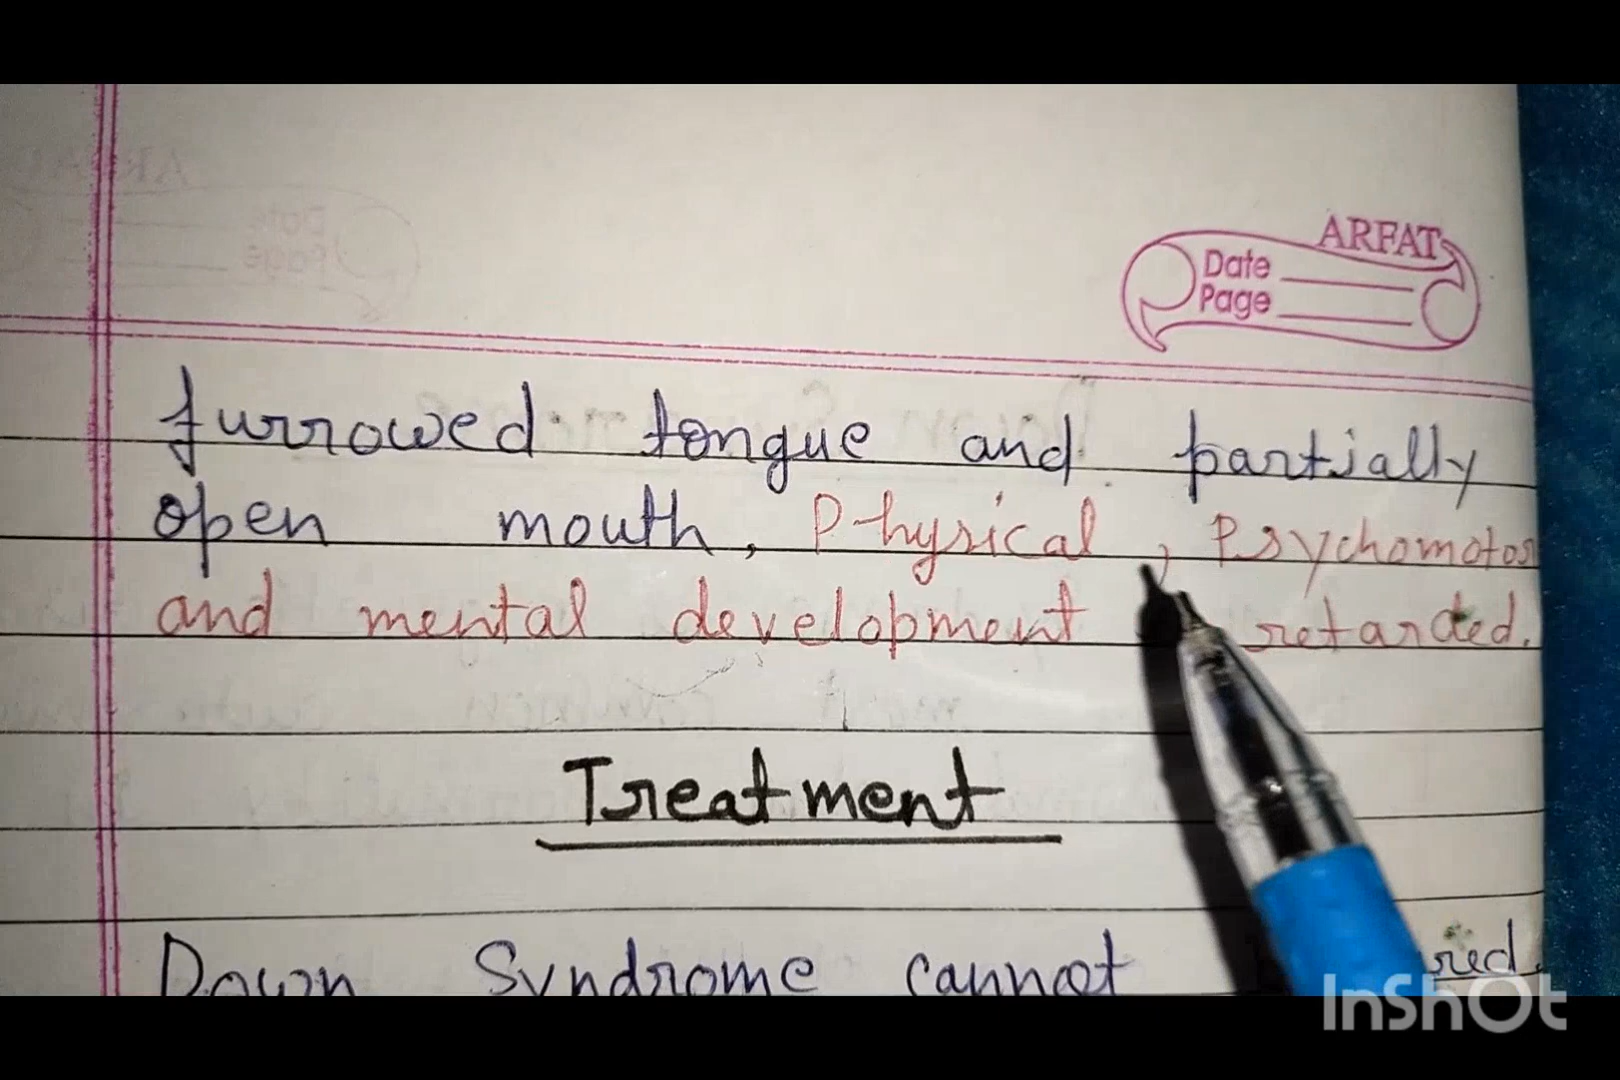 ARFAT
Date
Page
furrowed tongue and partially
open mouth, Physical, Psychomotor
and mental development retarded.
Treatment
Down Syndrome cannot
InShOt